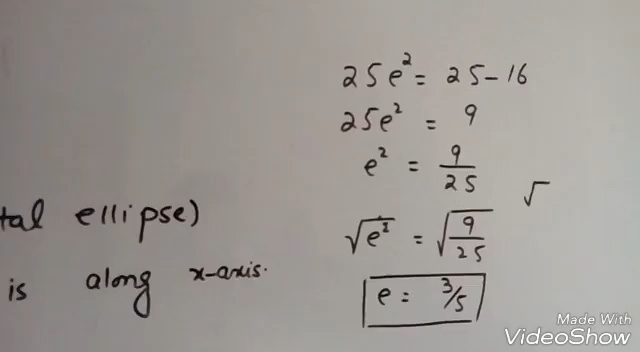 25e² = 25-16
25e² = 9
e² = 9/25
√
√e² = √9/25
e = 3/5
tal ellipse)
is along x-axis.
Made With
VideoShow